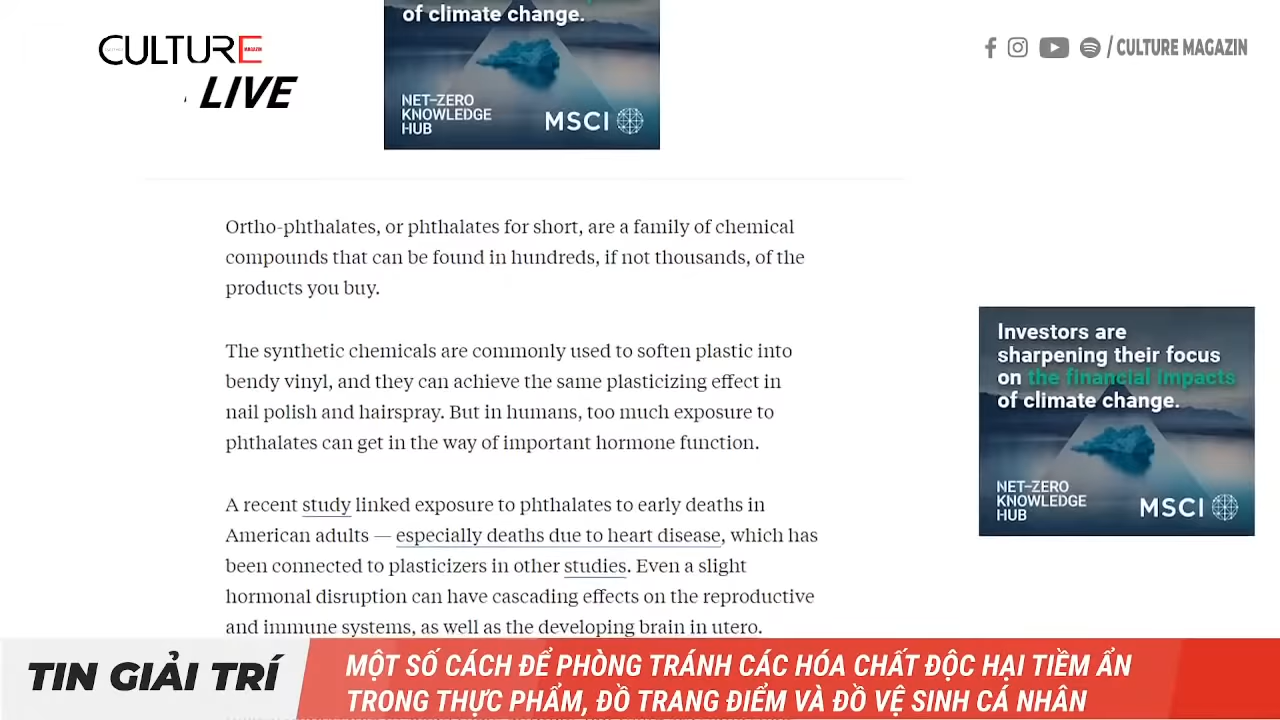 CULTURE
MAGAZIN
LIVE
of climate change.
NET-ZERO
KNOWLEDGE
HUB
MSCI
/ CULTURE MAGAZIN
Ortho-phthalates, or phthalates for short, are a family of chemical
compounds that can be found in hundreds, if not thousands, of the
products you buy.
The synthetic chemicals are commonly used to soften plastic into
bendy vinyl, and they can achieve the same plasticizing effect in
nail polish and hairspray. But in humans, too much exposure to
phthalates can get in the way of important hormone function.
A recent study linked exposure to phthalates to early deaths in
American adults — especially deaths due to heart disease, which has
been connected to plasticizers in other studies. Even a slight
hormonal disruption can have cascading effects on the reproductive
and immune systems, as well as the developing brain in utero.
Investors are
sharpening their focus
on the financial impacts
of climate change.
NET-ZERO
KNOWLEDGE
HUB
MSCI
TIN GIẢI TRÍ
MỘT SỐ CÁCH ĐỂ PHÒNG TRÁNH CÁC HÓA CHẤT ĐỘC HẠI TIỀM ẨN
TRONG THỰC PHẨM, ĐỒ TRANG ĐIỂM VÀ ĐỒ VỆ SINH CÁ NHÂN